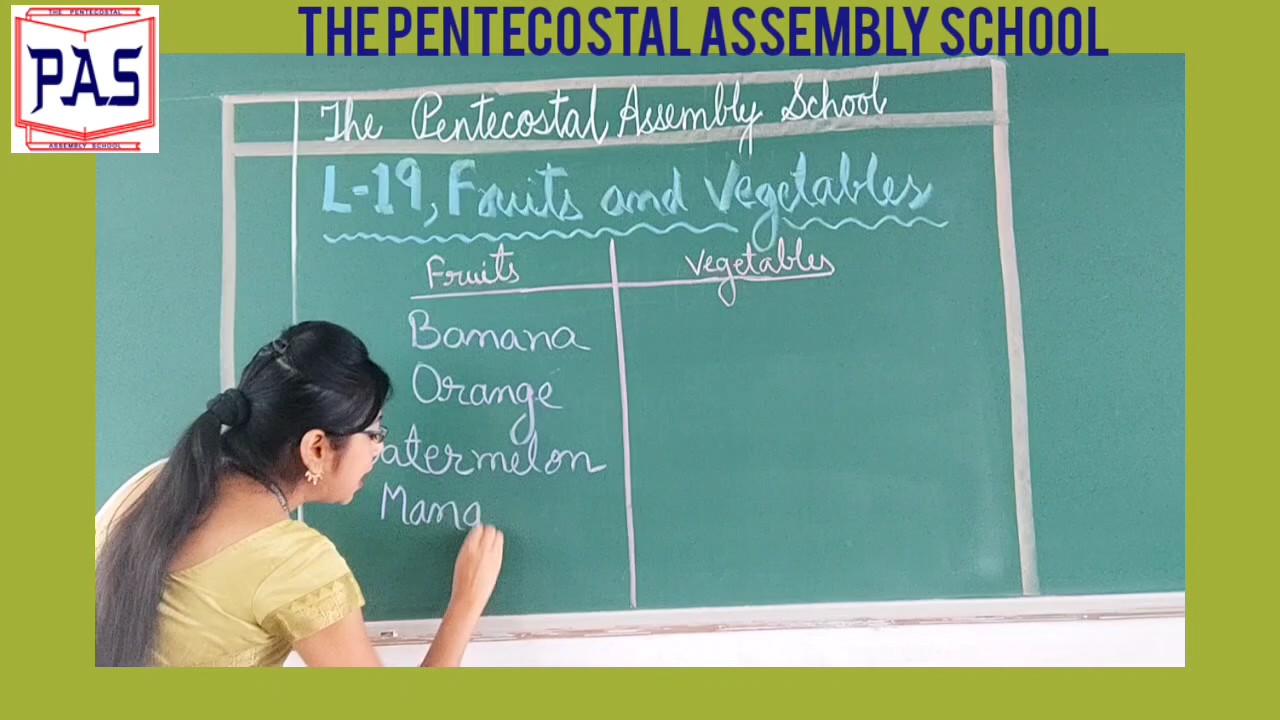 THE PENTECOSTAL ASSEMBLY SCHOOL
THE PENTECOSTAL
PAS
ASSEMBLY SCHOOL
The Pentecostal Assembly School
L-19, Fruits and Vegetables
Fruits
Vegetables
Banana
Orange
atermelon
Mang